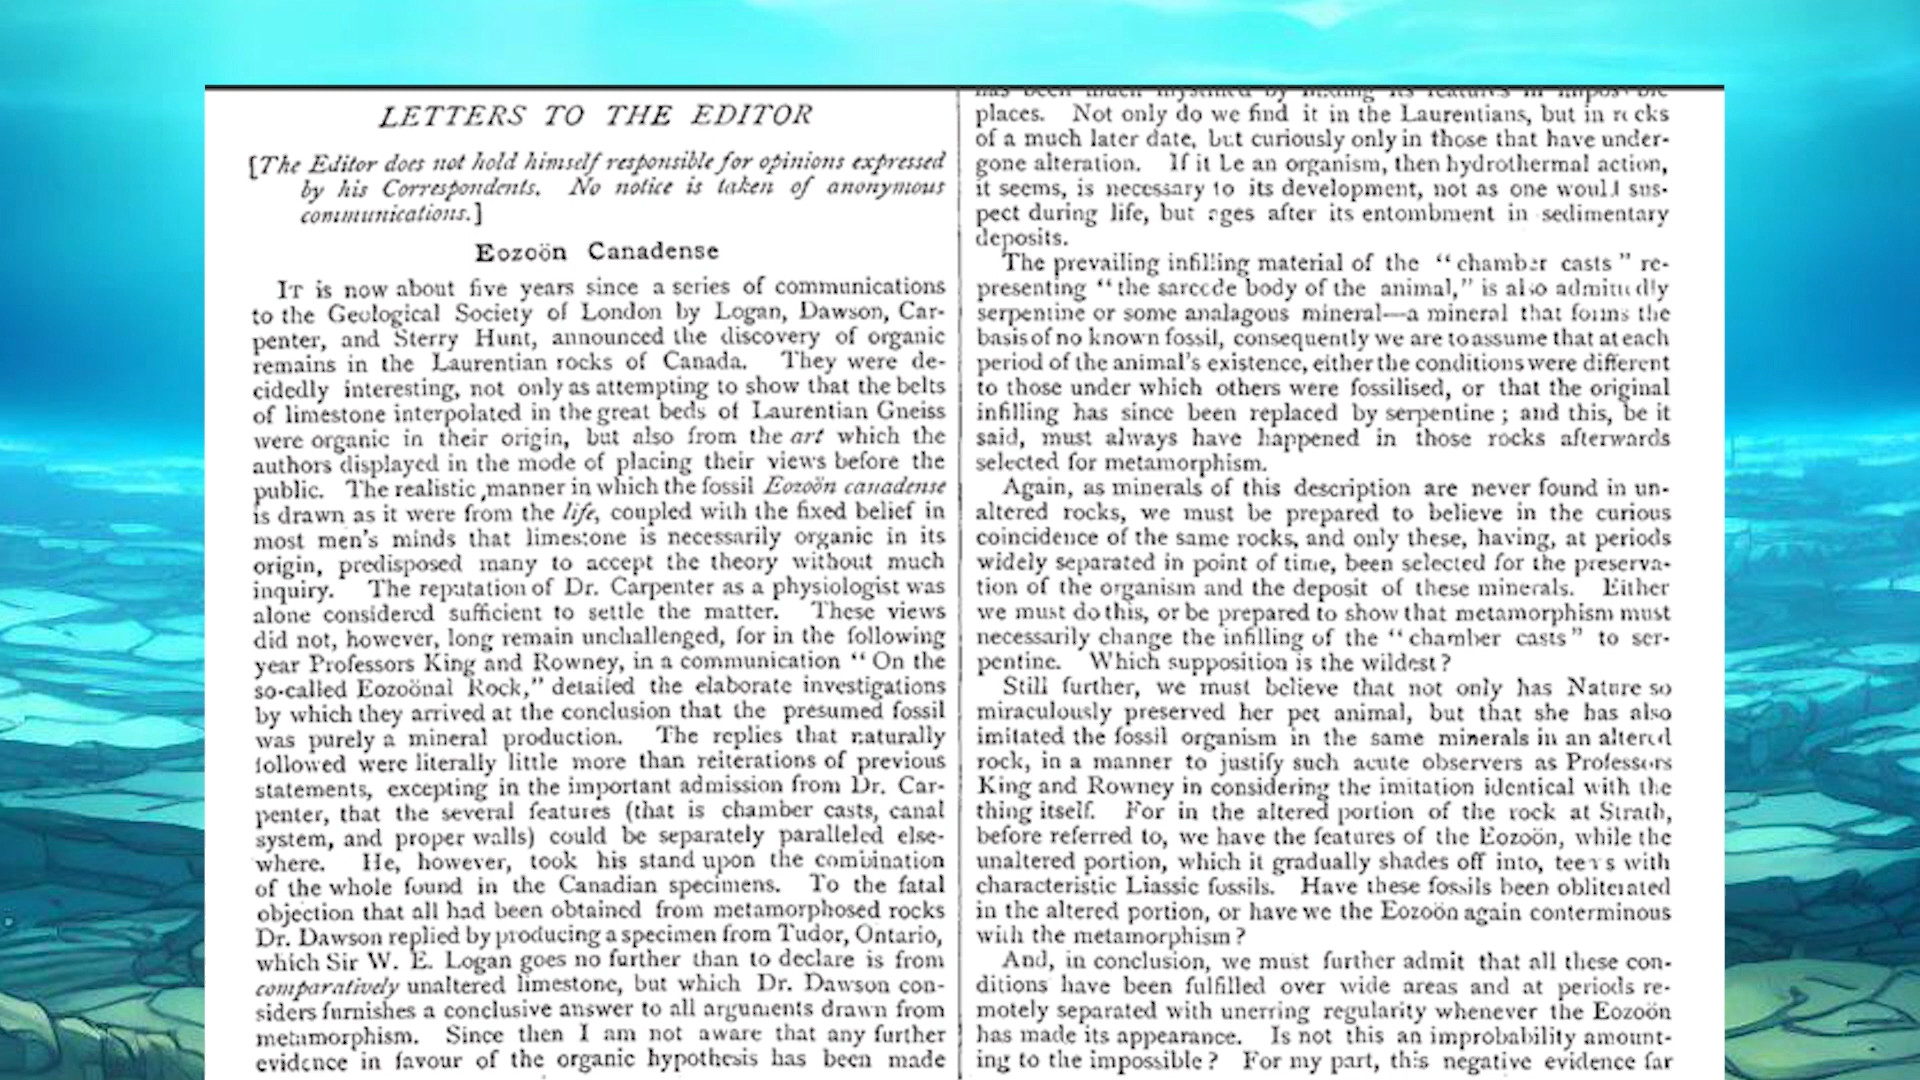 LETTERS TO THE EDITOR
[The Editor does not hold himself responsible for opinions expressed
by his Correspondents. No notice is taken of anonymous
communications.]
Eozoön Canadense
IT is now about five years since a series of communications
to the Geological Society of London by Logan, Dawson, Car-
penter, and Sterry Hunt, announced the discovery of organic
remains in the Laurentian rocks of Canada. They were de-
cidedly interesting, not only as attempting to show that the belts
of limestone interpolated in the great beds of Laurentian Gneiss
were organic in their origin, but also from the art which the
authors displayed in the mode of placing their views before the
public. The realistic manner in which the fossil Eozoön canadense
is drawn as it were from the life, coupled with the fixed belief in
most men's minds that limestone is necessarily organic in its
origin, predisposed many to accept the theory without much
inquiry. The reputation of Dr. Carpenter as a physiologist was
alone considered sufficient to settle the matter. These views
did not, however, long remain unchallenged, for in the following
year Professors King and Rowney, in a communication "On the
so-called Eozoönal Rock," detailed the elaborate investigations
by which they arrived at the conclusion that the presumed fossil
was purely a mineral production. The replies that naturally
followed were literally little more than reiterations of previous
statements, excepting in the important admission from Dr. Car-
penter, that the several features (that is chamber casts, canal
system, and proper walls) could be separately paralleled else-
where. He, however, took his stand upon the combination
of the whole found in the Canadian specimens. To the fatal
objection that all had been obtained from metamorphosed rocks
Dr. Dawson replied by producing a specimen from Tudor, Ontario,
which Sir W. E. Logan goes no further than to declare is from
comparatively unaltered limestone, but which Dr. Dawson con-
siders furnishes a conclusive answer to all arguments drawn from
metamorphism. Since then I am not aware that any further
evidence in favour of the organic hypothesis has been made
has been much mystified by finding its features in impossible
places. Not only do we find it in the Laurentians, but in rocks
of a much later date, but curiously only in those that have under-
gone alteration. If it be an organism, then hydrothermal action,
it seems, is necessary to its development, not as one would sus-
pect during life, but ages after its entombment in sedimentary
deposits.
The prevailing infilling material of the "chamber casts" re-
presenting "the sarcode body of the animal," is also admittedly
serpentine or some analagous mineral—a mineral that forms the
basis of no known fossil, consequently we are to assume that at each
period of the animal's existence, either the conditions were different
to those under which others were fossilised, or that the original
infilling has since been replaced by serpentine; and this, be it
said, must always have happened in those rocks afterwards
selected for metamorphism.
Again, as minerals of this description are never found in un-
altered rocks, we must be prepared to believe in the curious
coincidence of the same rocks, and only these, having, at periods
widely separated in point of time, been selected for the preserva-
tion of the organism and the deposit of these minerals. Either
we must do this, or be prepared to show that metamorphism must
necessarily change the infilling of the "chamber casts" to ser-
pentine. Which supposition is the wildest?
Still further, we must believe that not only has Nature so
miraculously preserved her pet animal, but that she has also
imitated the fossil organism in the same minerals in an altered
rock, in a manner to justify such acute observers as Professors
King and Rowney in considering the imitation identical with the
thing itself. For in the altered portion of the rock at Strath,
before referred to, we have the features of the Eozoön, while the
unaltered portion, which it gradually shades off into, teems with
characteristic Liassic fossils. Have these fossils been obliterated
in the altered portion, or have we the Eozoön again conterminous
with the metamorphism?
And, in conclusion, we must further admit that all these con-
ditions have been fulfilled over wide areas and at periods re-
motely separated with unerring regularity whenever the Eozoön
has made its appearance. Is not this an improbability amount-
ing to the impossible? For my part, this negative evidence far